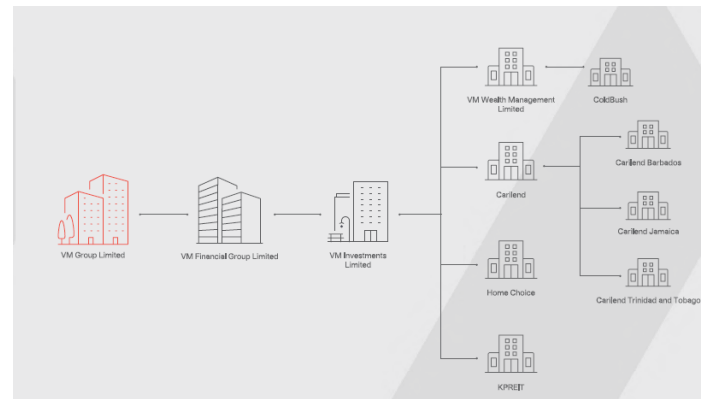 VM Group Limited
VM Financial Group Limited
VM Investments
Limited
VM Wealth Management
Limited
ColdBush
Carilend
Carilend Barbados
Carilend Jamaica
Carilend Trinidad and Tobago
Home Choice
KPREIT